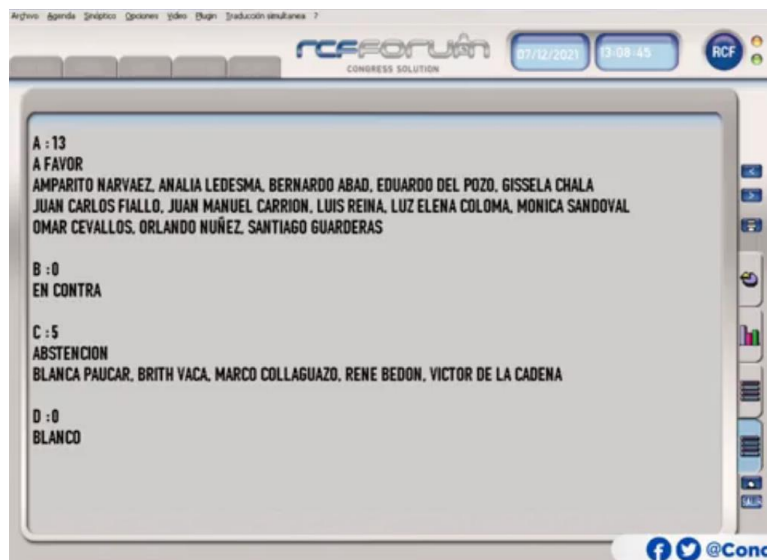 Archivo Agenda Sinóptico Opciones Video Plugin Traducción simultanea ?
RCFFORUM
CONGRESS SOLUTION
07/12/2021
13:08:45
RCF
A : 13
A FAVOR
AMPARITO NARVAEZ, ANALIA LEDESMA, BERNARDO ABAD, EDUARDO DEL POZO, GISSELA CHALA
JUAN CARLOS FIALLO, JUAN MANUEL CARRION, LUIS REINA, LUZ ELENA COLOMA, MONICA SANDOVAL
OMAR CEVALLOS, ORLANDO NUÑEZ, SANTIAGO GUARDERAS
B :0
EN CONTRA
C :5
ABSTENCION
BLANCA PAUCAR, BRITH VACA, MARCO COLLAGUAZO, RENE BEDON, VICTOR DE LA CADENA
D :0
BLANCO
@Conc